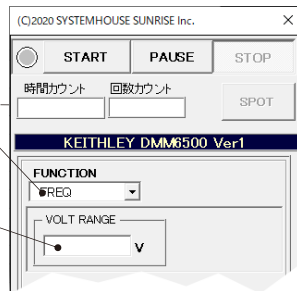 (C)2020 SYSTEMHOUSE SUNRISE Inc.
START PAUSE STOP
時間カウント 回数カウント
SPOT
KEITHLEY DMM6500 Ver1
FUNCTION
FREQ
VOLT RANGE
V